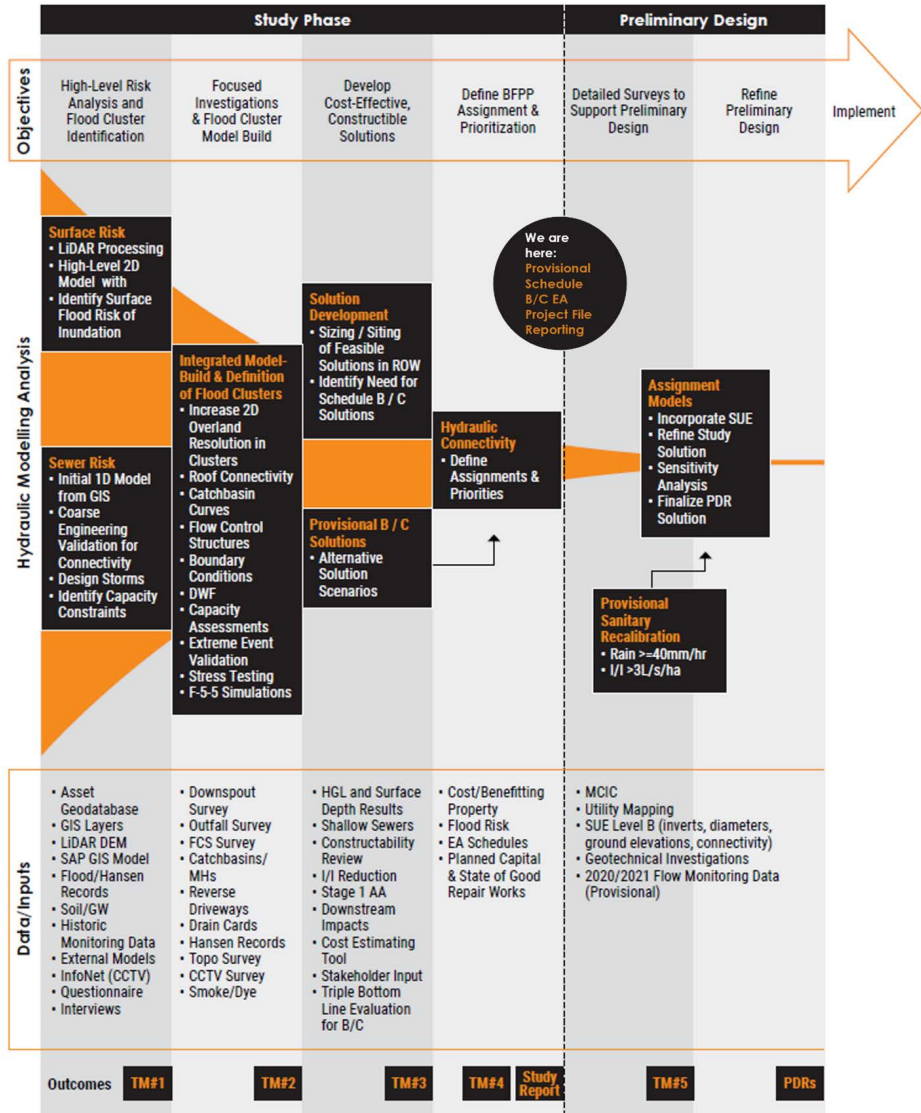 Study Phase
Preliminary Design
Objectives
High-Level Risk
Analysis and
Flood Cluster
Identification
Focused
Investigations
& Flood Cluster
Model Build
Develop
Cost-Effective,
Constructible
Solutions
Define BFPP
Assignment &
Prioritization
Detailed Surveys to
Support Preliminary
Design
Refine
Preliminary
Design
Implement
Hydraulic Modelling Analysis
Surface Risk
• LiDAR Processing
• High-Level 2D
Model with
• Identify Surface
Flood Risk of
Inundation
Sewer Risk
• Initial 1D Model
from GIS
• Coarse
Engineering
Validation for
Connectivity
• Design Storms
• Identify Capacity
Constraints
Integrated Model-
Build & Definition
of Flood Clusters
• Increase 2D
Overland
Resolution in
Clusters
• Roof Connectivity
• Catchbasin
Curves
• Flow Control
Structures
• Boundary
Conditions
• DWF
• Capacity
Assessments
• Extreme Event
Validation
• Stress Testing
• F-5-5 Simulations
Solution
Development
• Sizing / Siting
of Feasible
Solutions in ROW
• Identify Need for
Schedule B / C
Solutions
Provisional B / C
Solutions
• Alternative
Solution
Scenarios
Hydraulic
Connectivity
• Define
Assignments &
Priorities
We are
here:
Provisional
Schedule
B/C EA
Project File
Reporting
Assignment
Models
• Incorporate SUE
• Refine Study
Solution
• Sensitivity
Analysis
• Finalize PDR
Solution
Provisional
Sanitary
Recalibration
• Rain >=40mm/hr
• I/I >3L/s/ha
Data/Inputs
• Asset
Geodatabase
• GIS Layers
• LiDAR DEM
• SAP GIS Model
• Flood/Hansen
Records
• Soil/GW
• Historic
Monitoring Data
• External Models
• InfoNet (CCTV)
• Questionnaire
• Interviews
• Downspout
Survey
• Outfall Survey
• FCS Survey
• Catchbasins/
MHs
• Reverse
Driveways
• Drain Cards
• Hansen Records
• Topo Survey
• CCTV Survey
• Smoke/Dye
• HGL and Surface
Depth Results
• Shallow Sewers
• Constructability
Review
• I/I Reduction
• Stage 1 AA
• Downstream
Impacts
• Cost Estimating
Tool
• Stakeholder Input
• Triple Bottom
Line Evaluation
for B/C
• Cost/Benefitting
Property
• Flood Risk
• EA Schedules
• Planned Capital
& State of Good
Repair Works
• MCIC
• Utility Mapping
• SUE Level B (inverts, diameters,
ground elevations, connectivity)
• Geotechnical Investigations
• 2020/2021 Flow Monitoring Data
(Provisional)
Outcomes
TM#1
TM#2
TM#3
TM#4
Study
Report
TM#5
PDRs